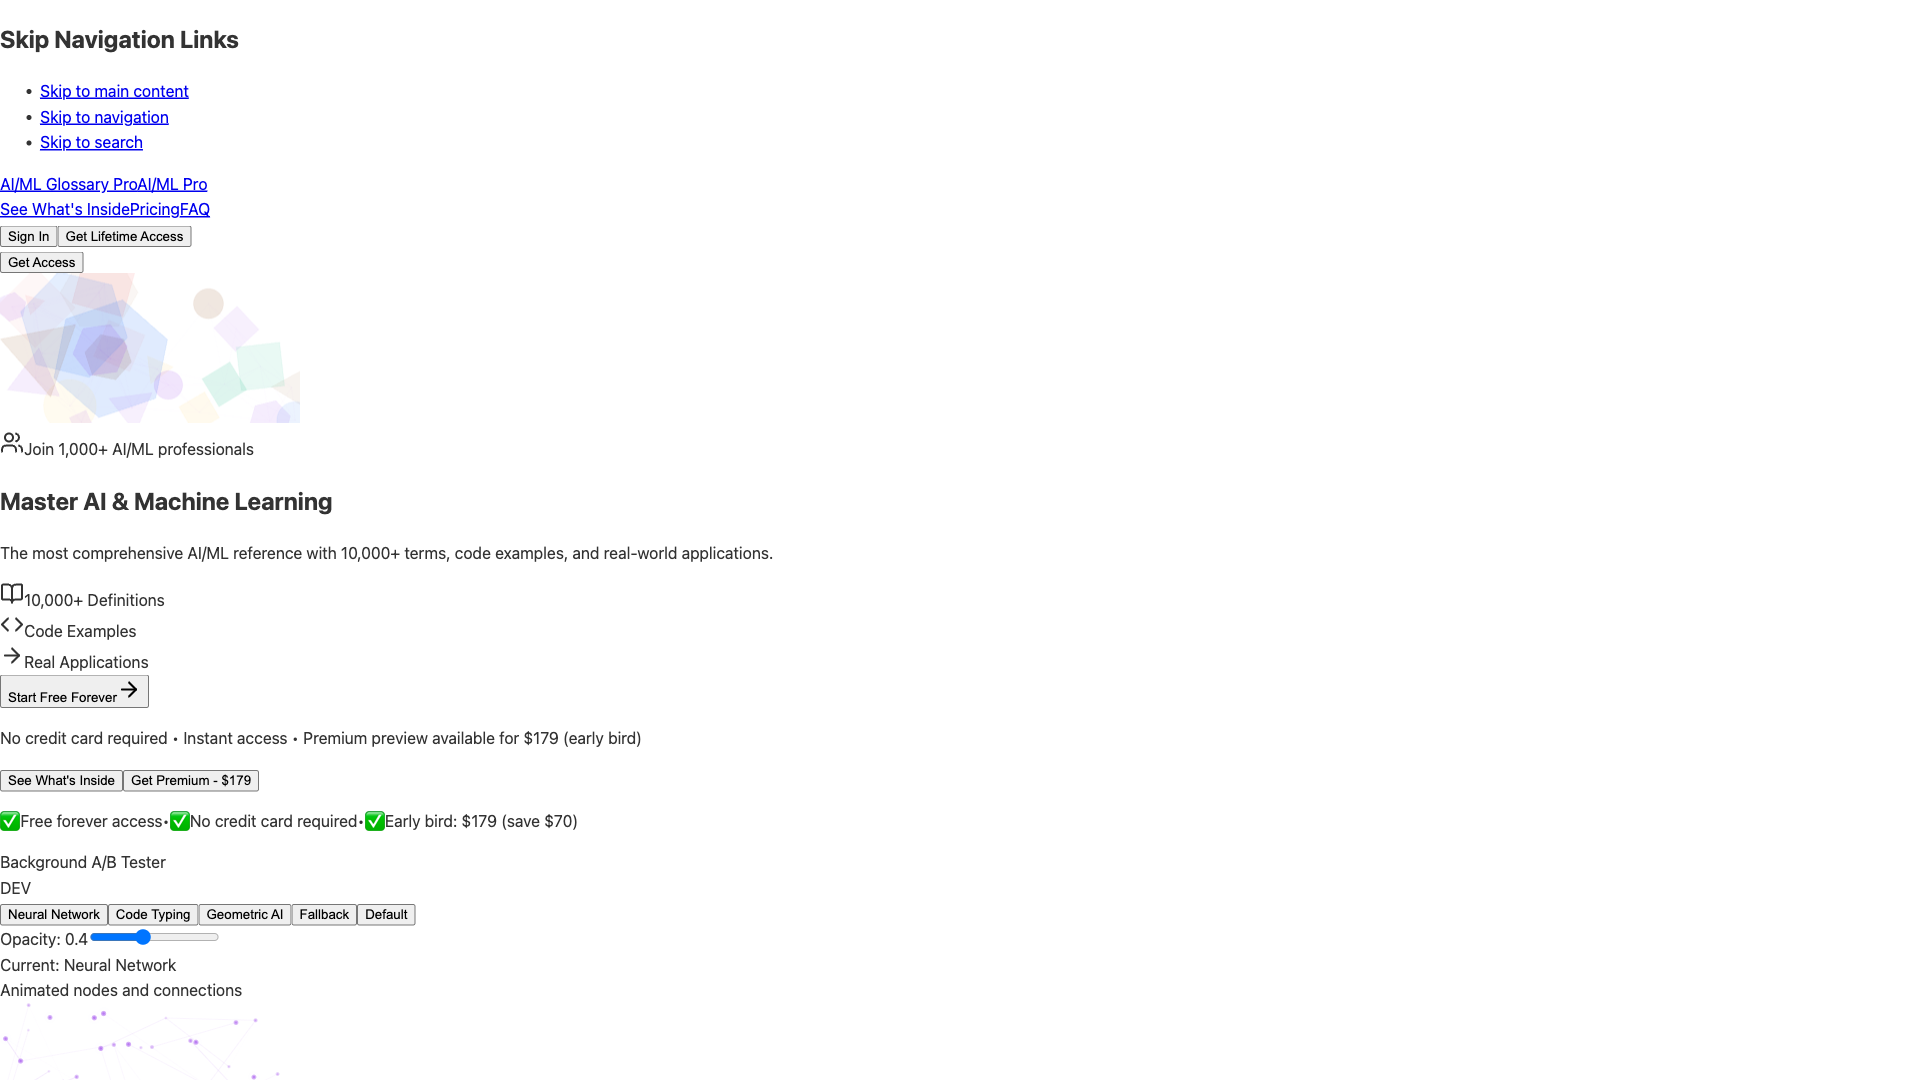 Skip Navigation Links
• Skip to main content
• Skip to navigation
• Skip to search
AI/ML Glossary ProAI/ML Pro
See What's InsidePricingFAQ
Sign In Get Lifetime Access
Get Access
Join 1,000+ AI/ML professionals
Master AI & Machine Learning
The most comprehensive AI/ML reference with 10,000+ terms, code examples, and real-world applications.
10,000+ Definitions
Code Examples
Real Applications
Start Free Forever
No credit card required • Instant access • Premium preview available for $179 (early bird)
See What's Inside Get Premium - $179
✅Free forever access•✅No credit card required•✅Early bird: $179 (save $70)
Background A/B Tester
DEV
Neural Network Code Typing Geometric AI Fallback Default
Opacity: 0.4
Current: Neural Network
Animated nodes and connections